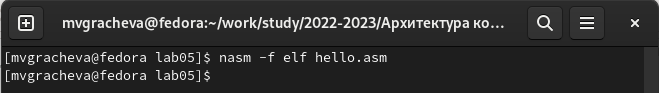 mvgracheva@fedora:~/work/study/2022-2023/Архитектура ко...
[mvgracheva@fedora lab05]$ nasm -f elf hello.asm
[mvgracheva@fedora lab05]$